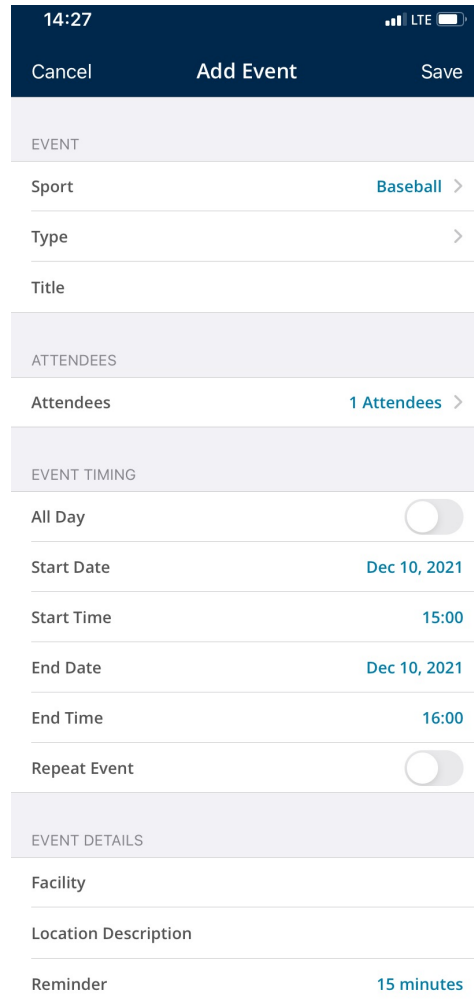 14:27 LTE
Cancel Add Event Save
EVENT
Sport Baseball
Type
Title
ATTENDEES
Attendees 1 Attendees
EVENT TIMING
All Day
Start Date Dec 10, 2021
Start Time 15:00
End Date Dec 10, 2021
End Time 16:00
Repeat Event
EVENT DETAILS
Facility
Location Description
Reminder 15 minutes